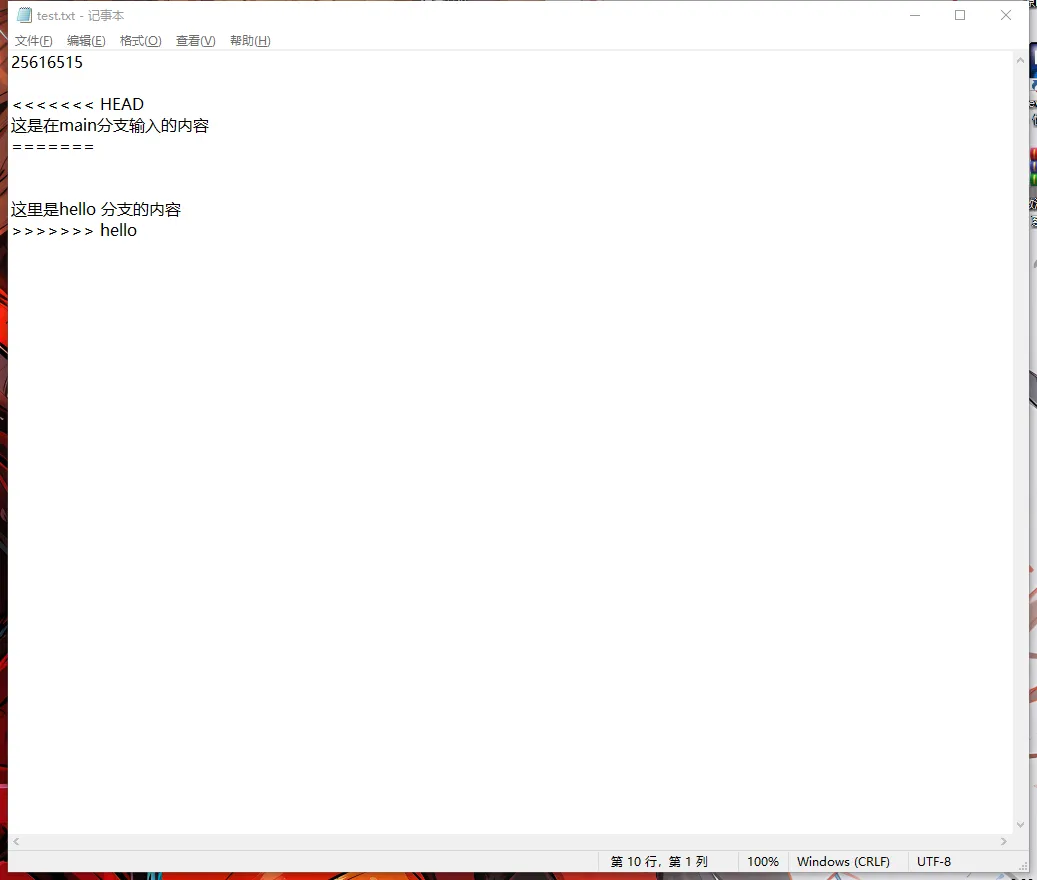 test.txt - 记事本
文件(F) 编辑(E) 格式(O) 查看(V) 帮助(H)
25616515
<<<<<<< HEAD
这是在main分支输入的内容
=======
这里是hello 分支的内容
>>>>>>> hello
第 10 行，第 1 列 100% Windows (CRLF) UTF-8